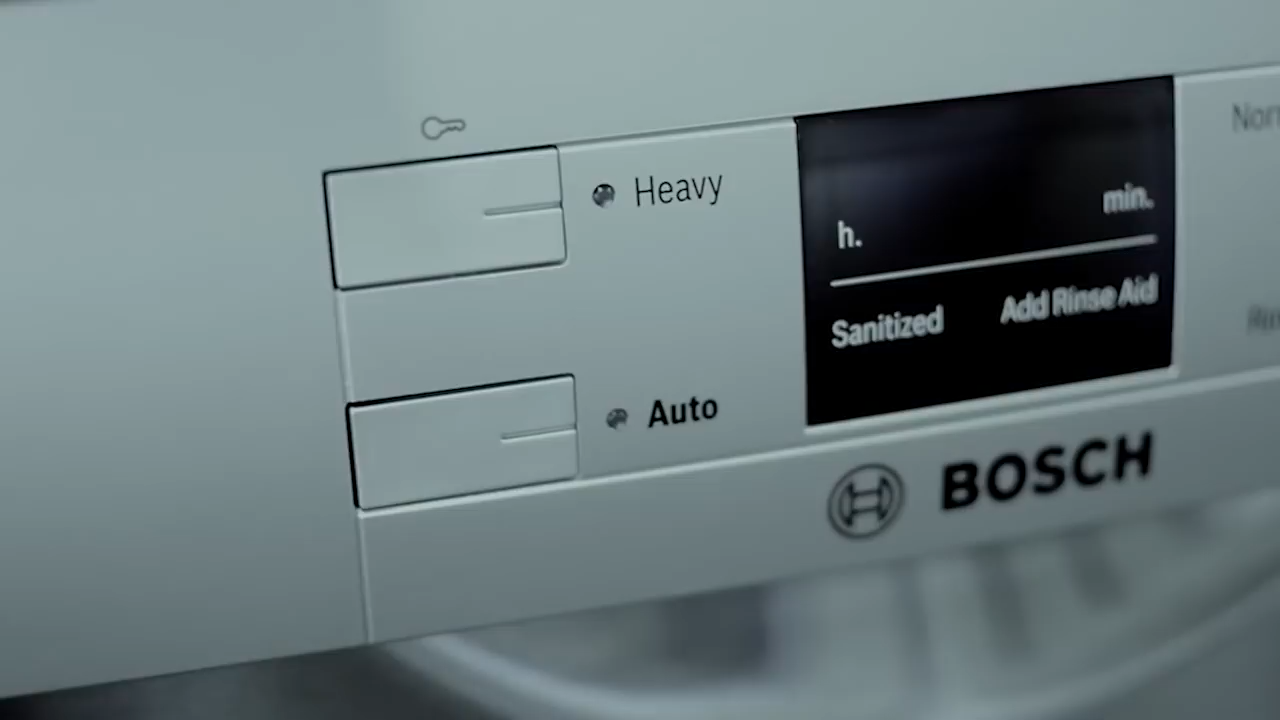 Heavy
min.
h.
Sanitized
Add Rinse Aid
Auto
BOSCH